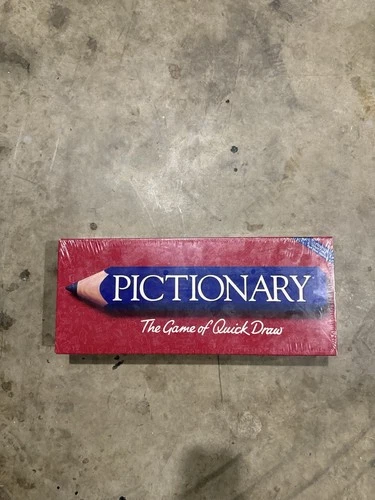 PICTIONARY
The Game of Quick Draw